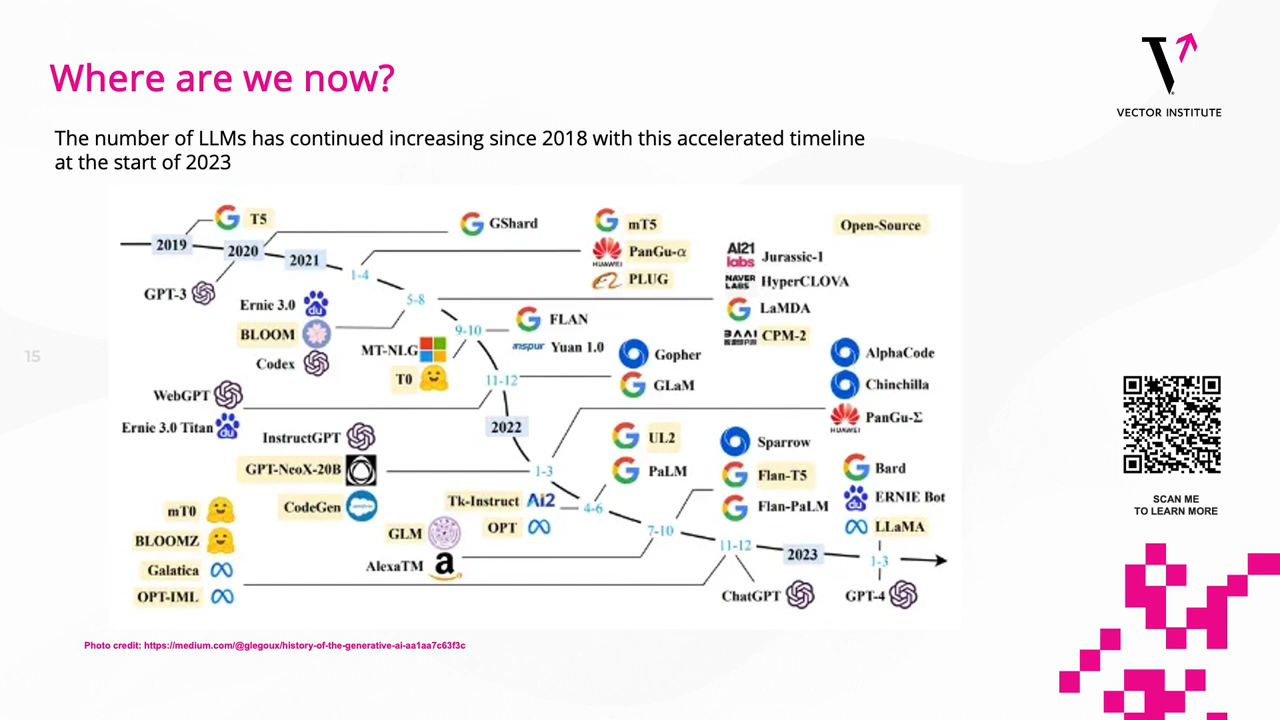 Where are we now?
VECTOR INSTITUTE
The number of LLMs has continued increasing since 2018 with this accelerated timeline
at the start of 2023
T5
GShard
mT5
Open-Source
2019
2020
2021
PanGu-α
HUAWEI
AI21
labs
Jurassic-1
1-4
PLUG
NAVER
LABS
HyperCLOVA
GPT-3
Ernie 3.0
du
5-8
LaMDA
BLOOM
9-10
FLAN
CPM-2
MT-NLG
inspur
Yuan 1.0
Gopher
AlphaCode
15
Codex
T0
11-12
GLaM
Chinchilla
WebGPT
PanGu-Σ
HUAWEI
Ernie 3.0 Titan
du
2022
InstructGPT
UL2
Sparrow
GPT-NeoX-20B
1-3
PaLM
Flan-T5
Bard
CodeGen
Tk-Instruct
Ai2
4-6
Flan-PaLM
ERNIE Bot
du
mT0
OPT
LLaMA
BLOOMZ
GLM
7-10
11-12
2023
1-3
Galatica
AlexaTM
a
OPT-IML
ChatGPT
GPT-4
SCAN ME
TO LEARN MORE
Photo credit: https://medium.com/@glegoux/history-of-the-generative-ai-aa1aa7c63f3c